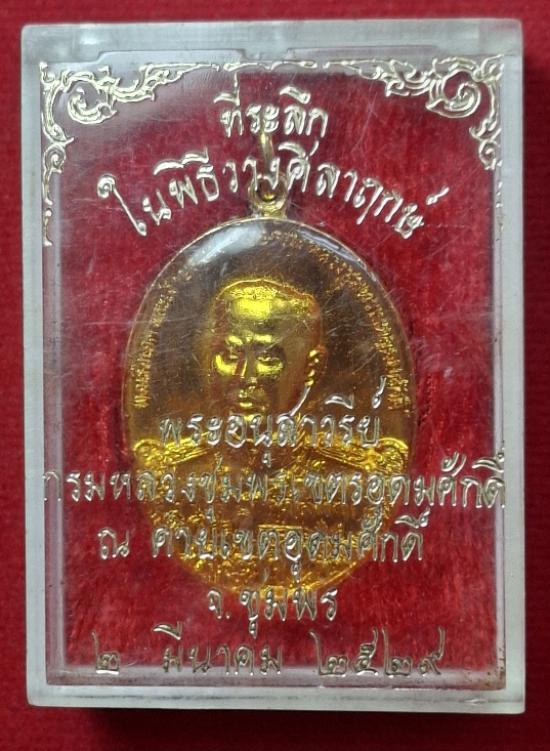 ที่ระลึก
ในพิธีวางศิลาฤกษ์
พระอนุสาวรีย์
กรมหลวงชุมพรเขตรอุดมศักดิ์
ณ ค่ายเขตอุดมศักดิ์
จ.ชุมพร
๒ มีนาคม ๒๕๒๙